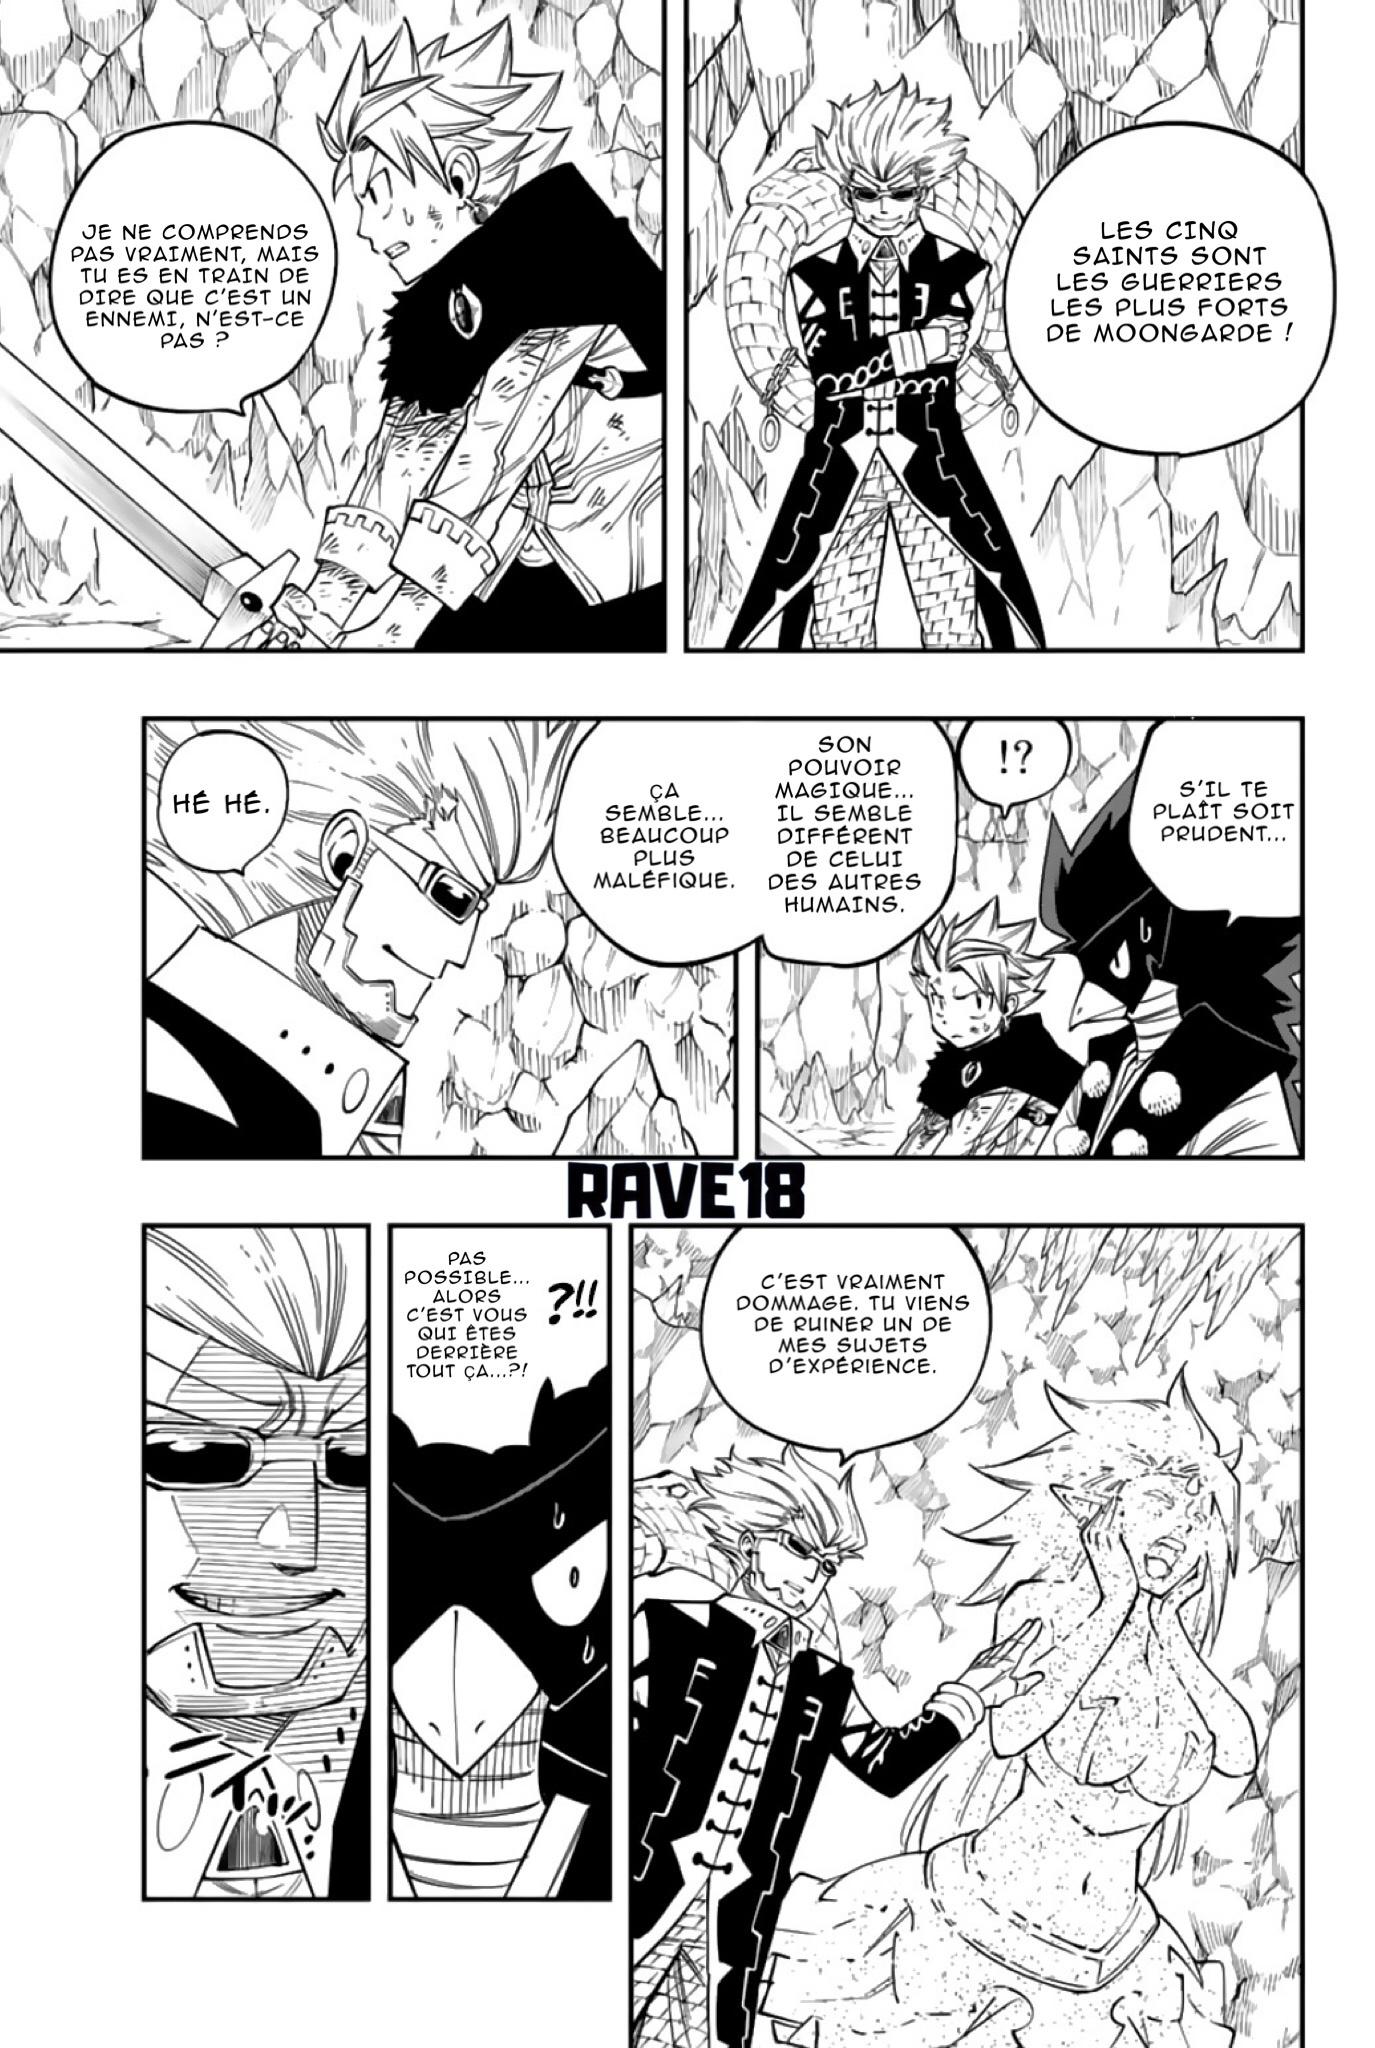 LES CINQ
SAINTS SONT
LES GUERRIERS
LES PLUS FORTS
DE MOONGARDE !
JE NE COMPRENDS
PAS VRAIMENT, MAIS
TU ES EN TRAIN DE
DIRE QUE C'EST UN
ENNEMI, N'EST-CE
PAS ?
S'IL TE
PLAÎT SOIT
PRUDENT...
!?
SON
POUVOIR
MAGIQUE...
IL SEMBLE
DIFFÉRENT
DE CELUI
DES AUTRES
HUMAINS.
ÇA
SEMBLE...
BEAUCOUP
PLUS
MALÉFIQUE.
HÉ HÉ.
RAVE18
C'EST VRAIMENT
DOMMAGE. TU VIENS
DE RUINER UN DE
MES SUJETS
D'EXPÉRIENCE.
?!!
PAS
POSSIBLE...
ALORS
C'EST VOUS
QUI ÊTES
DERRIÈRE
TOUT ÇA...?!